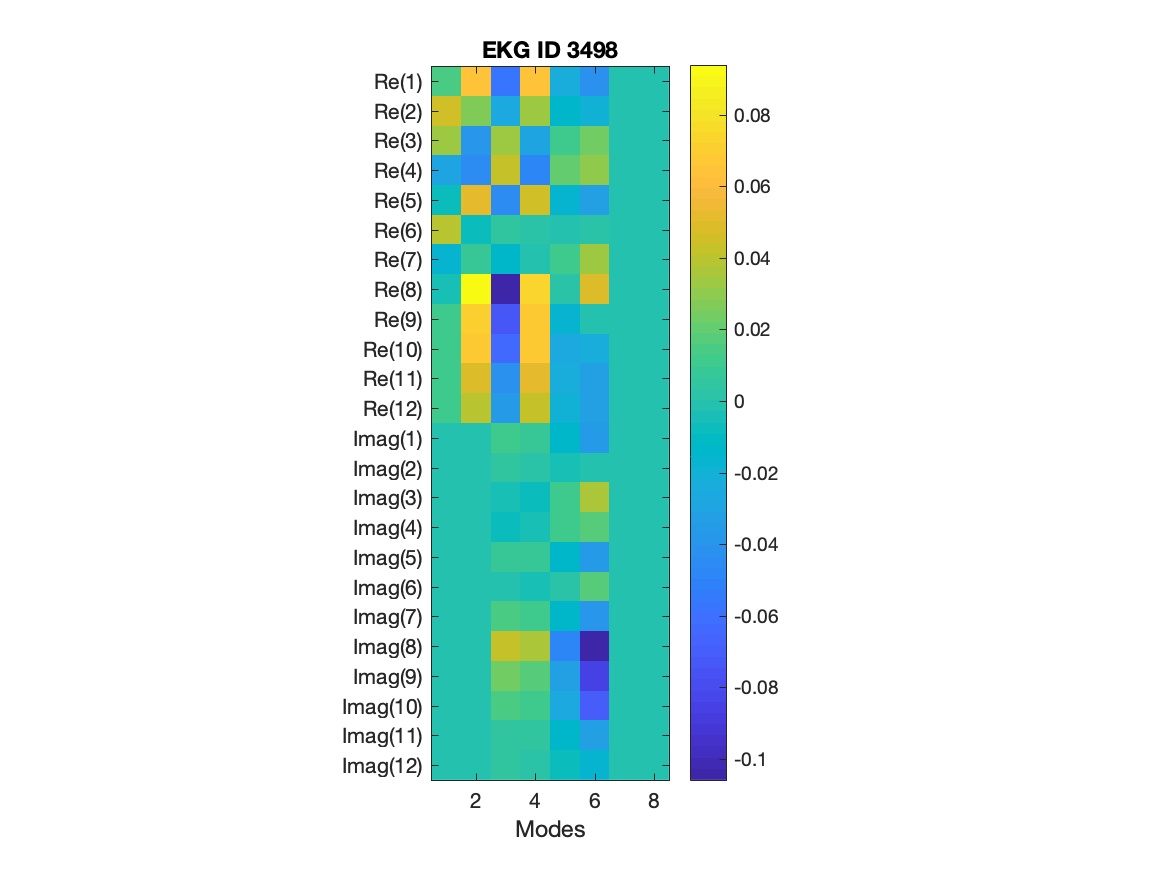 EKG ID 3498
Re(1)
Re(2)
Re(3)
Re(4)
Re(5)
Re(6)
Re(7)
Re(8)
Re(9)
Re(10)
Re(11)
Re(12)
Imag(1)
Imag(2)
Imag(3)
Imag(4)
Imag(5)
Imag(6)
Imag(7)
Imag(8)
Imag(9)
Imag(10)
Imag(11)
Imag(12)
2 4 6 8
Modes
0.08
0.06
0.04
0.02
0
-0.02
-0.04
-0.06
-0.08
-0.1